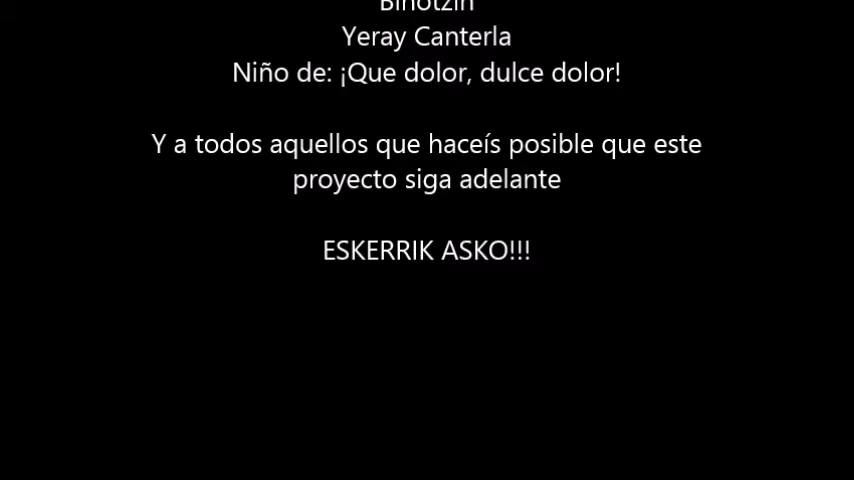 Bihotzin
Yeray Canterla
Niño de: ¡Que dolor, dulce dolor!
Y a todos aquellos que haceís posible que este
proyecto siga adelante
ESKERRIK ASKO!!!